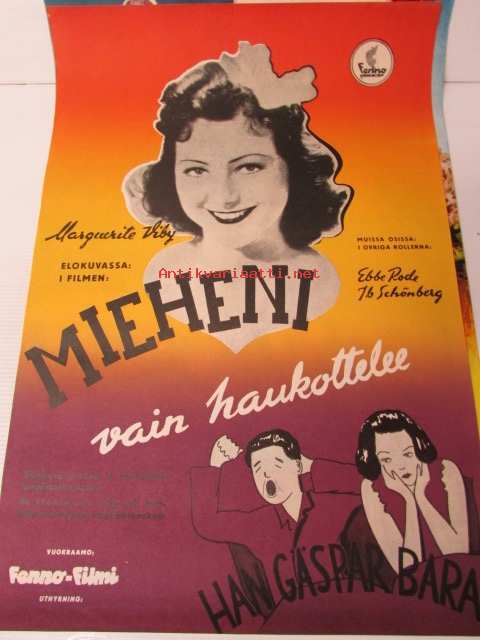 Fenno
Marguerite Viby
ELOKUVASSA:
I FILMEN:
MUISSA OSISSA:
I ÖVRIGA ROLLERNA:
Ebbe Rode
Ib Schönberg
Antikvariaatti.net
MIEHENI
vain haukottelee
VUOKRAAMO:
Fenno-Filmi
UTHYRNING:
HAN GÄSPAR BARA